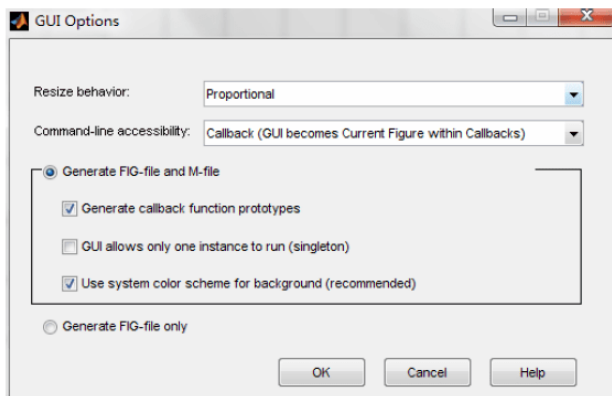 GUI Options
Resize behavior: Proportional
Command-line accessibility: Callback (GUI becomes Current Figure within Callbacks)
Generate FIG-file and M-file
Generate callback function prototypes
GUI allows only one instance to run (singleton)
Use system color scheme for background (recommended)
Generate FIG-file only
OK Cancel Help